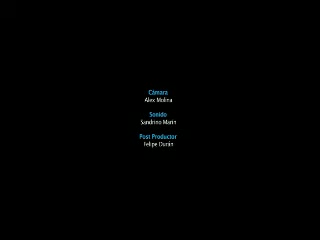 Cámara
Alex Molina
Sonido
Sandrino Marin
Post Productor
Felipe Durán